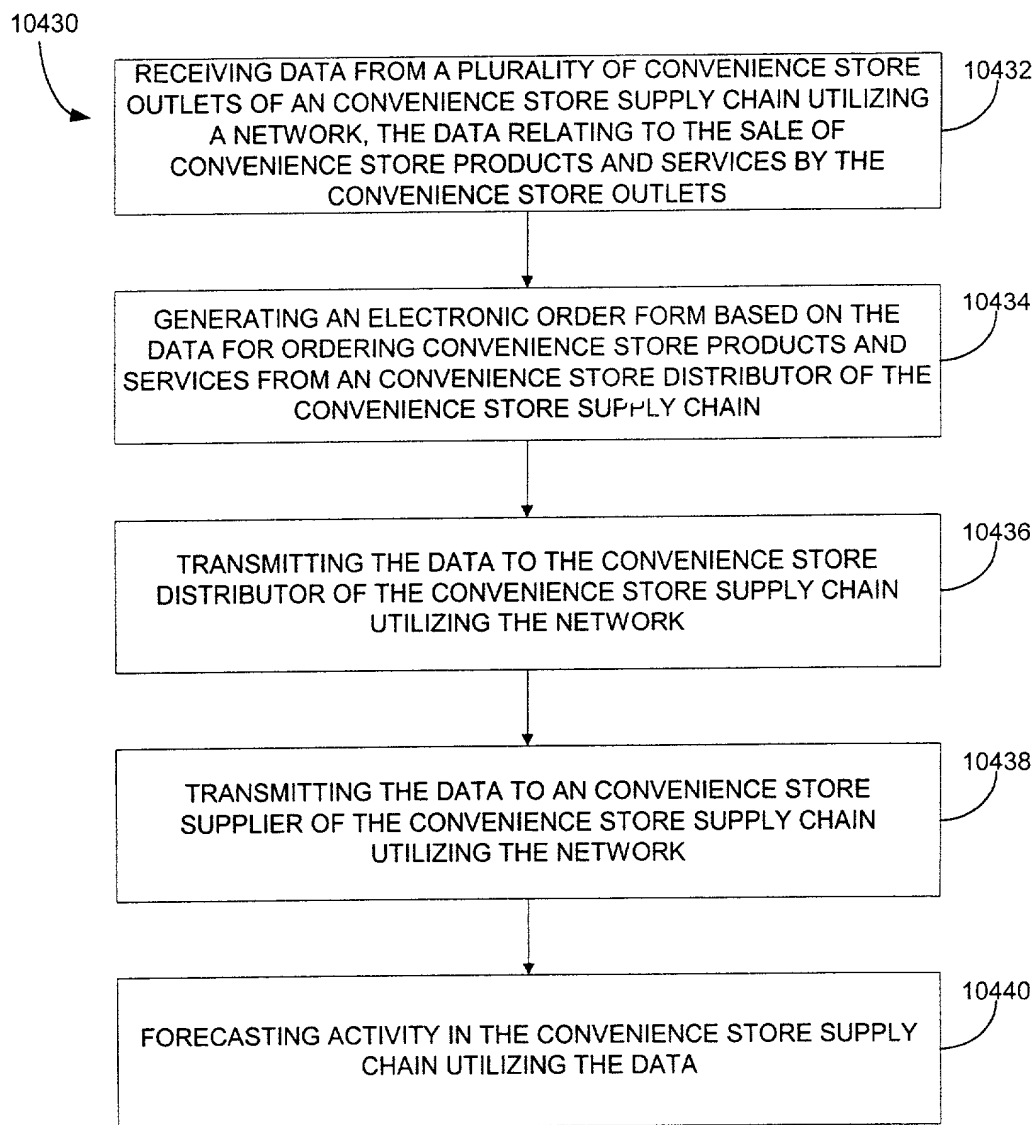 10430
RECEIVING DATA FROM A PLURALITY OF CONVENIENCE STORE
OUTLETS OF AN CONVENIENCE STORE SUPPLY CHAIN UTILIZING
A NETWORK, THE DATA RELATING TO THE SALE OF
CONVENIENCE STORE PRODUCTS AND SERVICES BY THE
CONVENIENCE STORE OUTLETS
10432
GENERATING AN ELECTRONIC ORDER FORM BASED ON THE
DATA FOR ORDERING CONVENIENCE STORE PRODUCTS AND
SERVICES FROM AN CONVENIENCE STORE DISTRIBUTOR OF THE
CONVENIENCE STORE SUPPLY CHAIN
10434
TRANSMITTING THE DATA TO THE CONVENIENCE STORE
DISTRIBUTOR OF THE CONVENIENCE STORE SUPPLY CHAIN
UTILIZING THE NETWORK
10436
TRANSMITTING THE DATA TO AN CONVENIENCE STORE
SUPPLIER OF THE CONVENIENCE STORE SUPPLY CHAIN
UTILIZING THE NETWORK
10438
FORECASTING ACTIVITY IN THE CONVENIENCE STORE SUPPLY
CHAIN UTILIZING THE DATA
10440